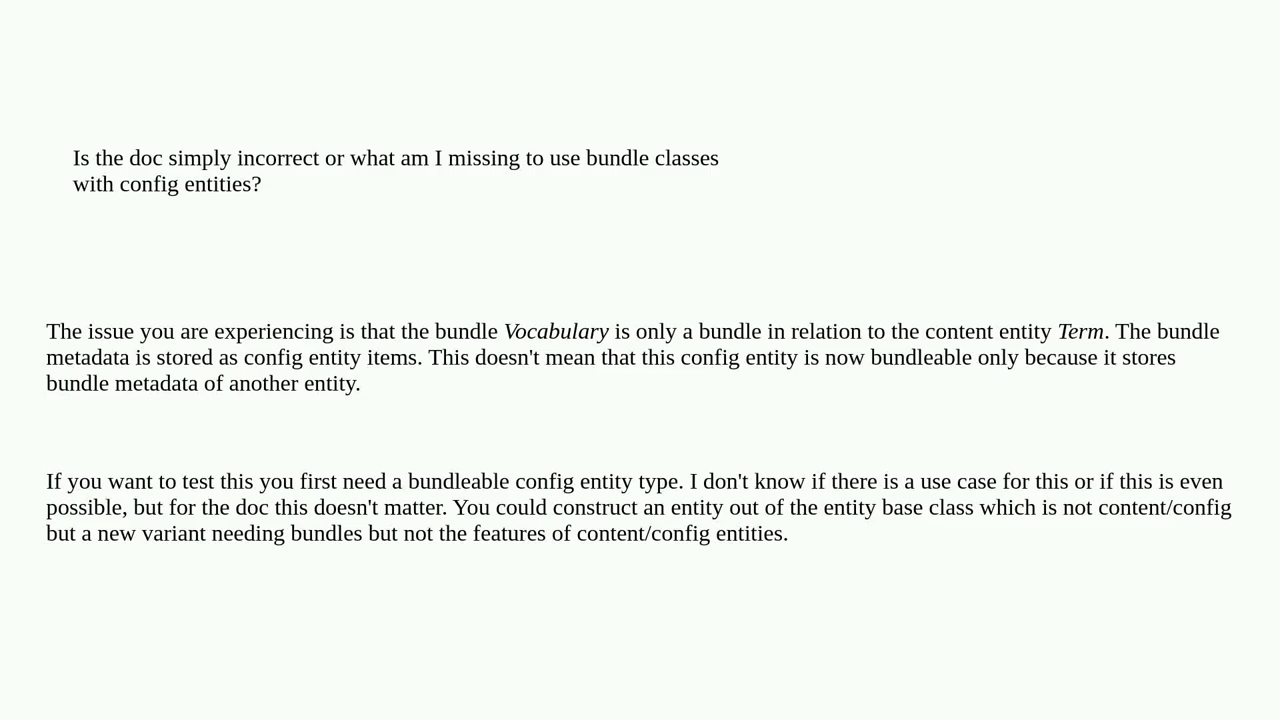 Is the doc simply incorrect or what am I missing to use bundle classes
with config entities?
The issue you are experiencing is that the bundle Vocabulary is only a bundle in relation to the content entity Term. The bundle
metadata is stored as config entity items. This doesn't mean that this config entity is now bundleable only because it stores
bundle metadata of another entity.
If you want to test this you first need a bundleable config entity type. I don't know if there is a use case for this or if this is even
possible, but for the doc this doesn't matter. You could construct an entity out of the entity base class which is not content/config
but a new variant needing bundles but not the features of content/config entities.